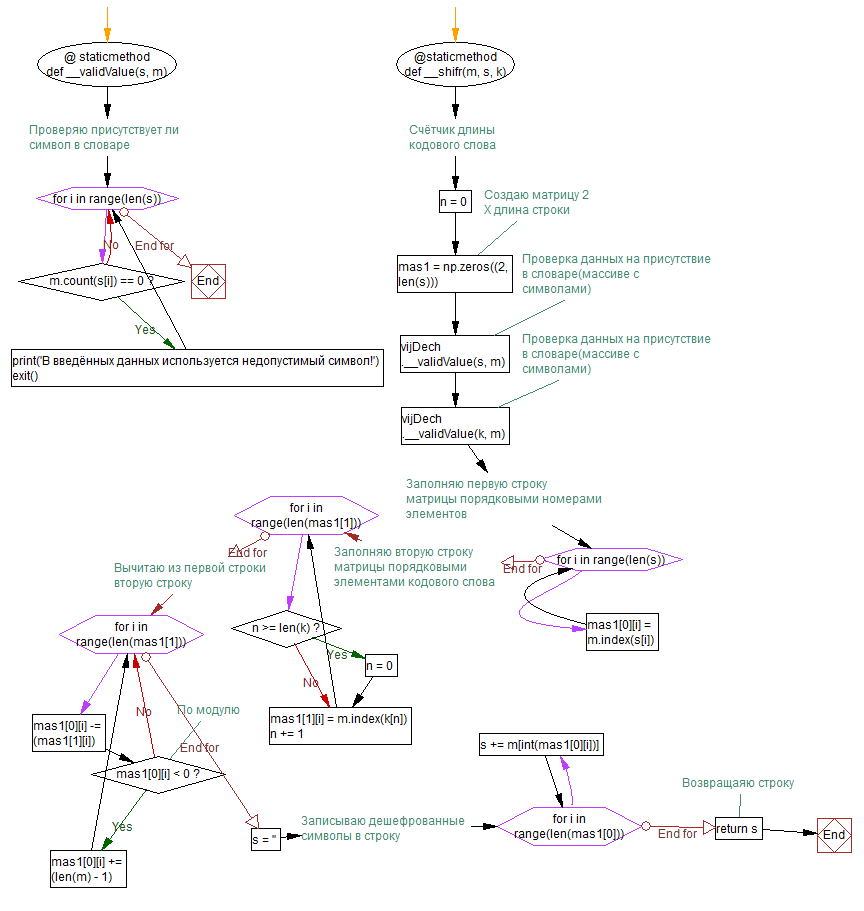 @ staticmethod
def __validValue(s, m)
Проверяю присутствует ли
символ в словаре
for i in range(len(s))
No
End for
m.count(s[i]) == 0 ?
End
Yes
print('В введённых данных используется недопустимый символ!')
exit()
@staticmethod
def __shifr(m, s, k)
Счётчик длины
кодового слова
n = 0
Создаю матрицу 2
X длина строки
mas1 = np.zeros((2,
len(s)))
Проверка данных на присутствие
в словаре(массиве с
символами)
vijDech
.__validValue(s, m)
Проверка данных на присутствие
в словаре(массиве с
символами)
vijDech
.__validValue(k, m)
Заполняю первую строку
матрицы порядковыми номерами
элементов
for i in range(len(s))
End for
mas1[0][i] =
m.index(s[i])
for i in
range(len(mas1[1]))
End for
Заполняю вторую строку
матрицы порядковыми
элементами кодового слова
n >= len(k) ?
Yes
n = 0
No
mas1[1][i] = m.index(k[n])
n += 1
Вычитаю из первой строки
вторую строку
for i in
range(len(mas1[1]))
No
По модулю
mas1[0][i] -=
(mas1[1][i])
End for
mas1[0][i] < 0 ?
Yes
mas1[0][i] +=
(len(m) - 1)
s = ''
Записываю дешефрованные
символы в строку
s += m[int(mas1[0][i])]
for i in
range(len(mas1[0]))
End for
Возвращаяю строку
return s
End